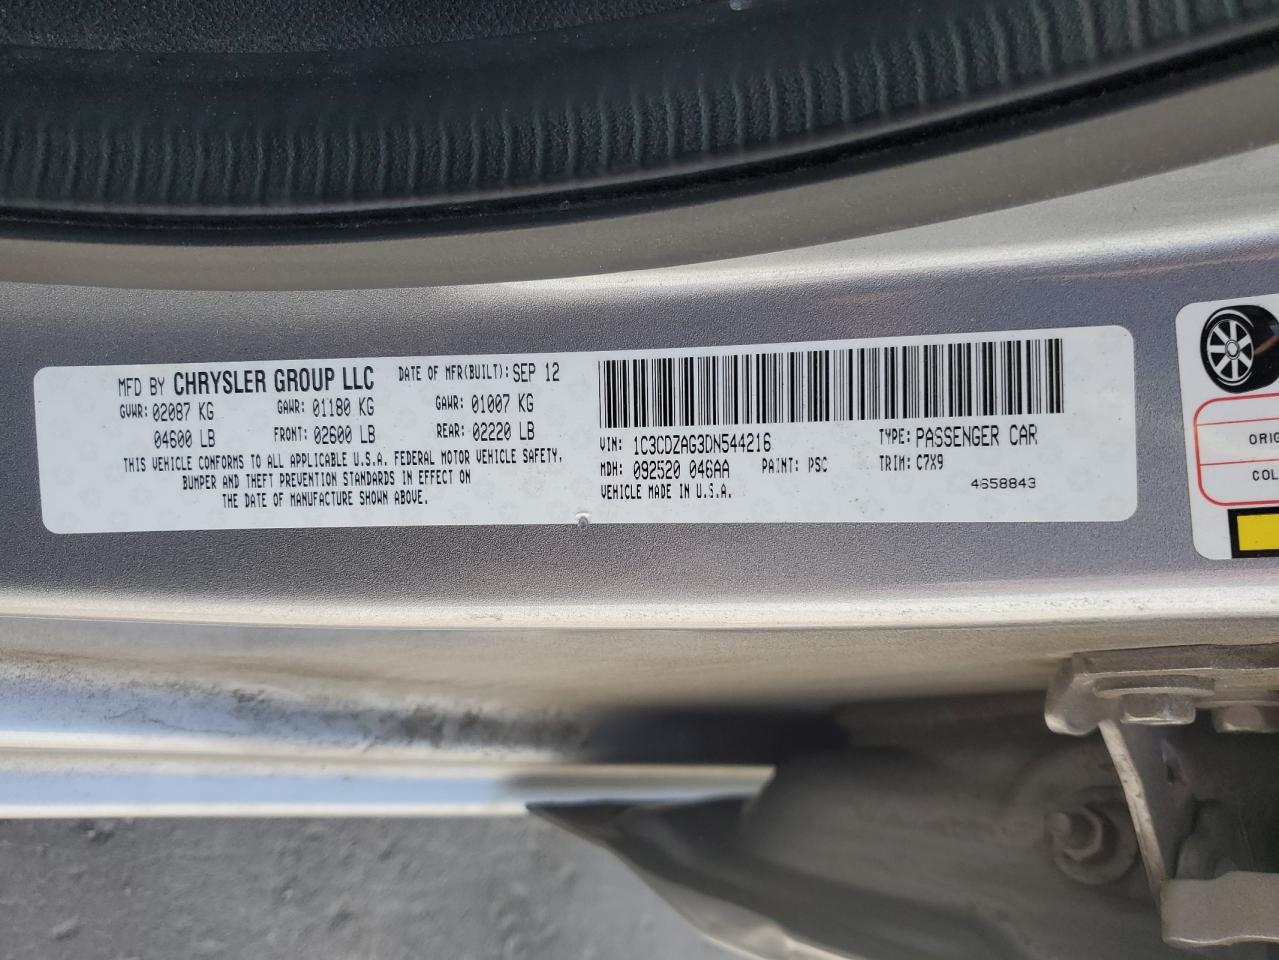 MFD BY CHRYSLER GROUP LLC DATE OF MFR(BUILT): SEP 12
GVWR: 02087 KG GAWR: 01180 KG GAWR: 01007 KG
04600 LB FRONT: 02600 LB REAR: 02220 LB
THIS VEHICLE CONFORMS TO ALL APPLICABLE U.S.A. FEDERAL MOTOR VEHICLE SAFETY,
BUMPER AND THEFT PREVENTION STANDARDS IN EFFECT ON
THE DATE OF MANUFACTURE SHOWN ABOVE.
VIN: 1C3CDZAG3DN544216 TYPE: PASSENGER CAR
MDH: 092520 046AA PAINT: PSC TRIM: C7X9
VEHICLE MADE IN U.S.A. 4658843